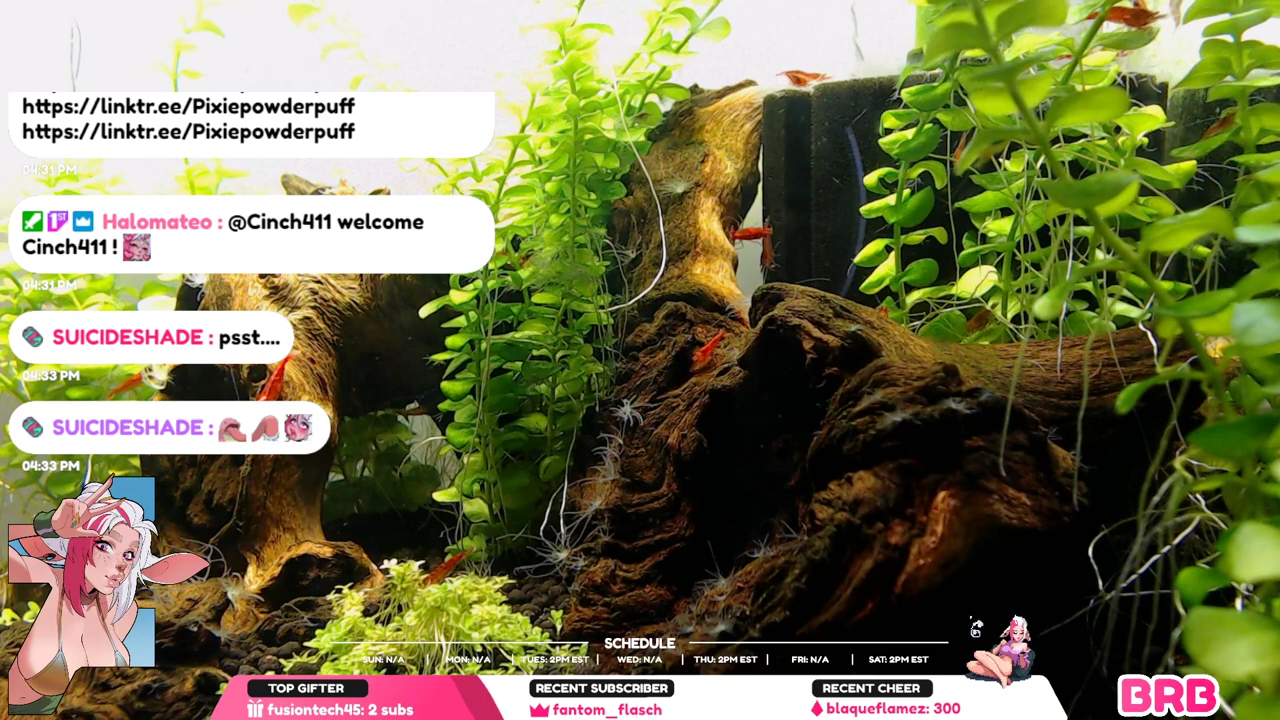 https://linktr.ee/Pixiepowderpuff
https://linktr.ee/Pixiepowderpuff
04:31 PM
1ST Halomateo : @Cinch411 welcome
Cinch411 !
04:31 PM
SUICIDESHADE : psst....
04:33 PM
SUICIDESHADE :
04:33 PM
SCHEDULE
SUN: N/A | MON: N/A | TUES: 2PM EST | WED: N/A | THU: 2PM EST | FRI: N/A | SAT: 2PM EST
TOP GIFTER
fusiontech45: 2 subs
RECENT SUBSCRIBER
fantom_flasch
RECENT CHEER
blaqueflamez: 300
BRB